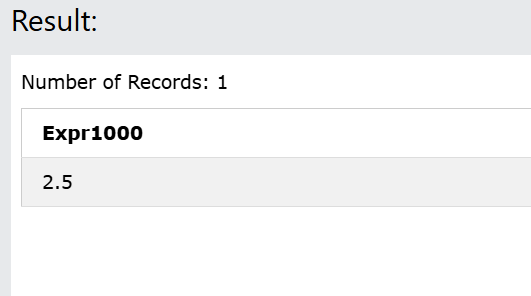 Result:
Number of Records: 1
Expr1000
2.5